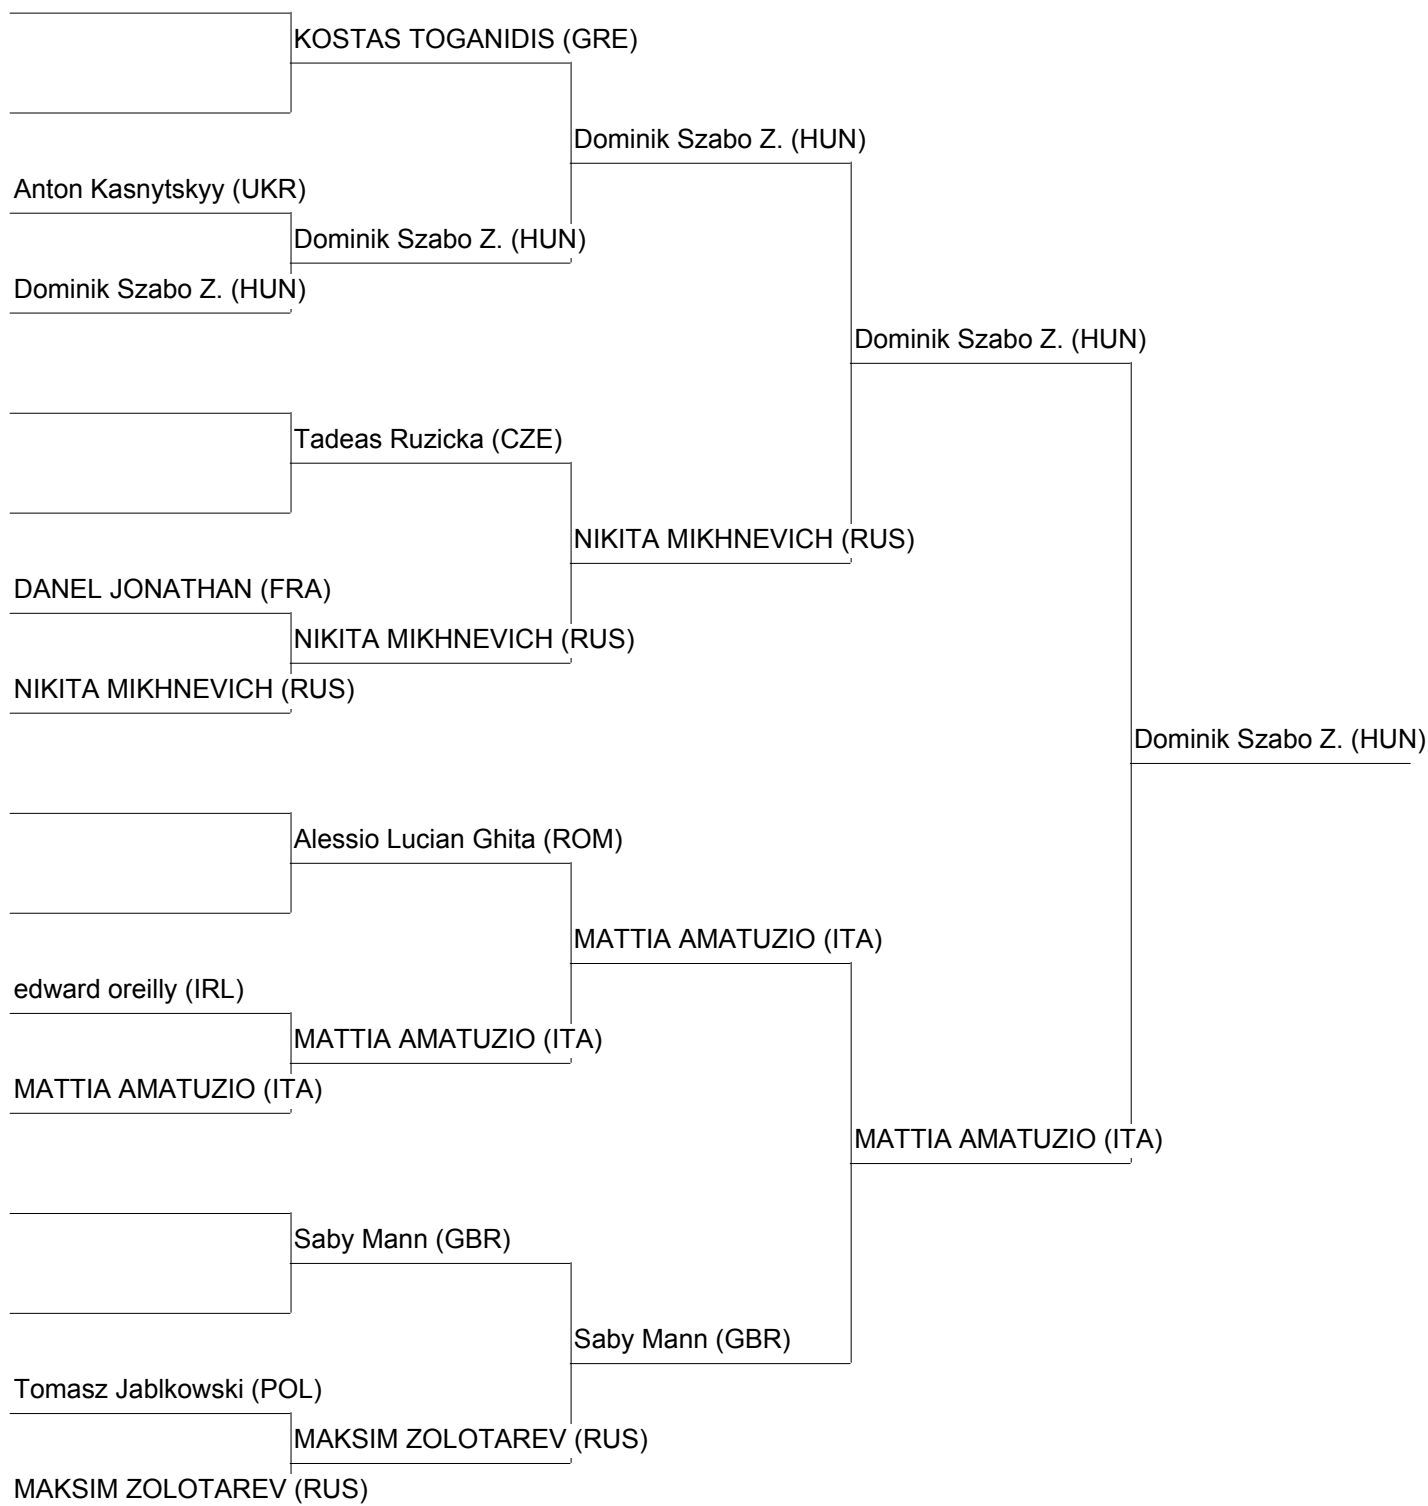 KOSTAS TOGANIDIS (GRE)
Dominik Szabo Z. (HUN)
Anton Kasnytskyy (UKR)
Dominik Szabo Z. (HUN)
Dominik Szabo Z. (HUN)
Dominik Szabo Z. (HUN)
Tadeas Ruzicka (CZE)
NIKITA MIKHNEVICH (RUS)
DANEL JONATHAN (FRA)
NIKITA MIKHNEVICH (RUS)
NIKITA MIKHNEVICH (RUS)
Dominik Szabo Z. (HUN)
Alessio Lucian Ghita (ROM)
MATTIA AMATUZIO (ITA)
edward oreilly (IRL)
MATTIA AMATUZIO (ITA)
MATTIA AMATUZIO (ITA)
MATTIA AMATUZIO (ITA)
Saby Mann (GBR)
Saby Mann (GBR)
Tomasz Jablkowski (POL)
MAKSIM ZOLOTAREV (RUS)
MAKSIM ZOLOTAREV (RUS)